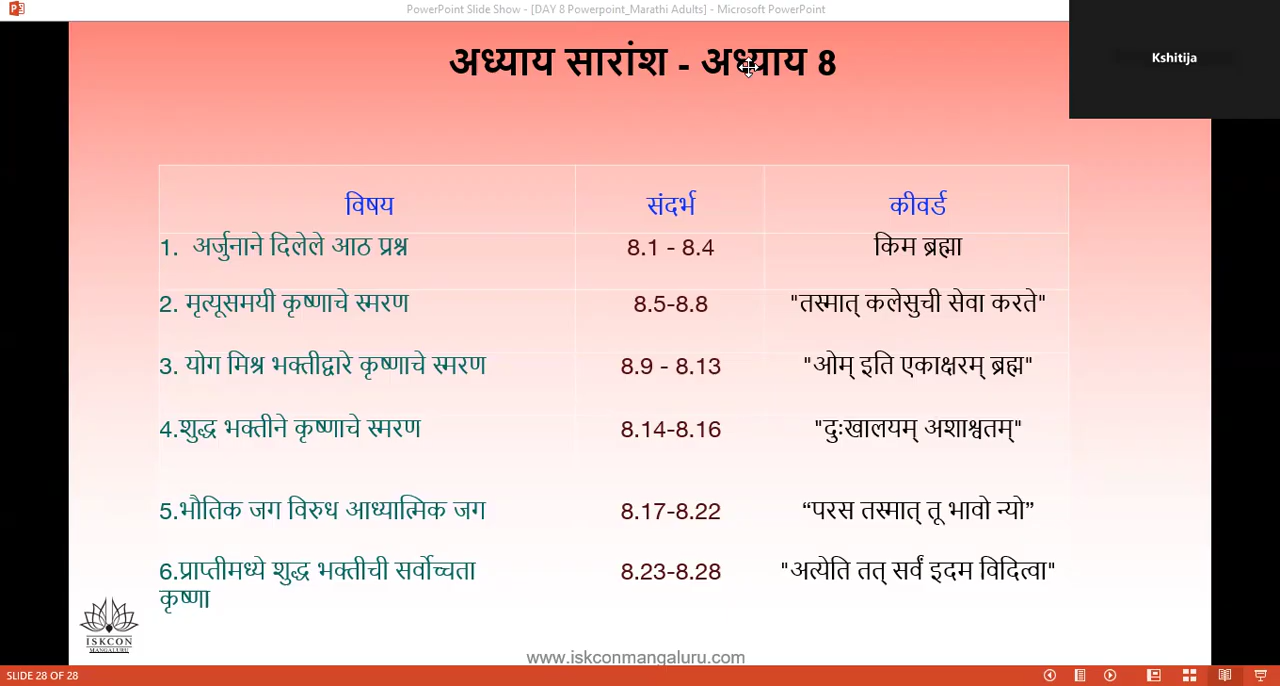 PowerPoint Slide Show - [DAY 8 Powerpoint_Marathi Adults] - Microsoft PowerPoint
Kshitija
अध्याय सारांश - अध्याय 8
विषय संदर्भ कीवर्ड
1. अर्जुनाने दिलेले आठ प्रश्न 8.1 - 8.4 किम ब्रह्मा
2. मृत्यूसमयी कृष्णाचे स्मरण 8.5-8.8 "तस्मात् कलेसुची सेवा करते"
3. योग मिश्र भक्तीद्वारे कृष्णाचे स्मरण 8.9 - 8.13 "ओम् इति एकाक्षरम् ब्रह्म"
4.शुद्ध भक्तीने कृष्णाचे स्मरण 8.14-8.16 "दुःखालयम् अशाश्वतम्"
5.भौतिक जग विरुध आध्यात्मिक जग 8.17-8.22 “परस तस्मात् तू भावो न्यो”
6.प्राप्तीमध्ये शुद्ध भक्तीची सर्वोच्चता 8.23-8.28 "अत्येति तत् सर्वं इदम विदित्वा"
कृष्णा
ISKCON
MANGALURU
www.iskconmangaluru.com
SLIDE 28 OF 28